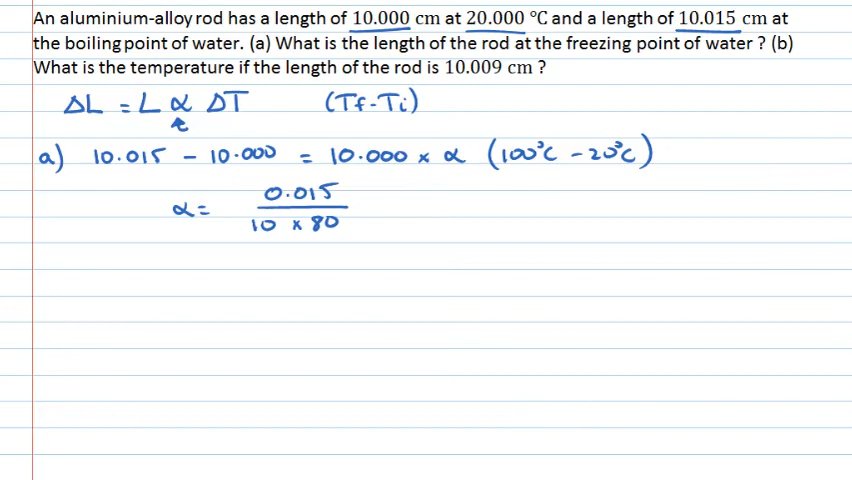 An aluminium-alloy rod has a length of 10.000 cm at 20.000 °C and a length of 10.015 cm at
the boiling point of water. (a) What is the length of the rod at the freezing point of water ? (b)
What is the temperature if the length of the rod is 10.009 cm ?
ΔL = L α ΔT (Tf-Ti)
a) 10.015 - 10.000 = 10.000 × α (100°C - 20°C)
α = 0.015
10 × 80